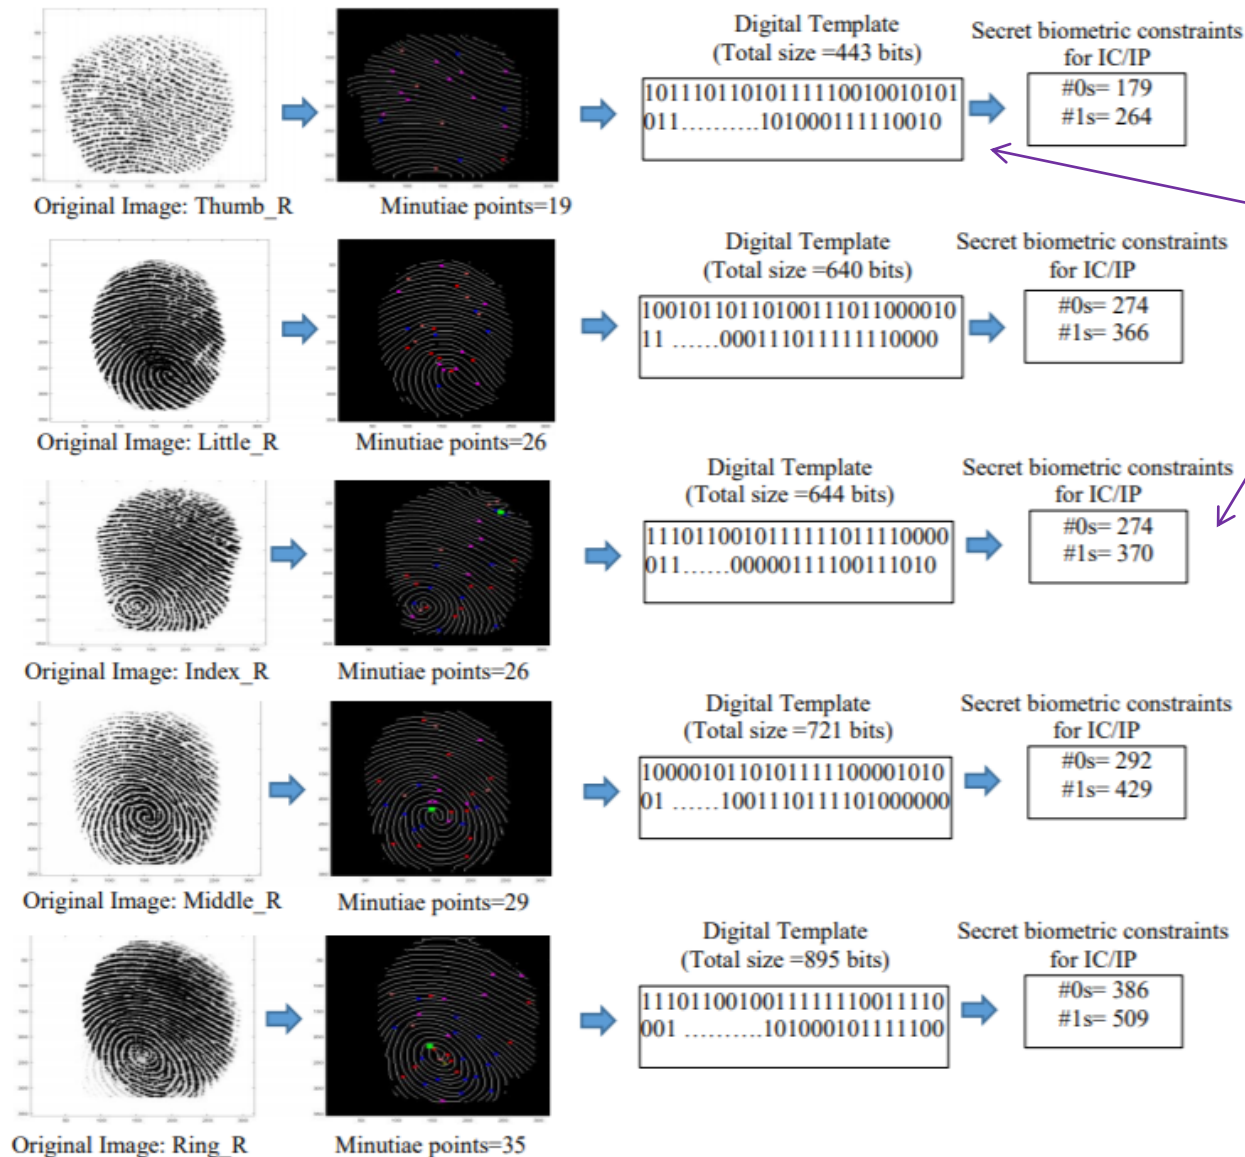 Digital Template
(Total size =443 bits)
Secret biometric constraints
for IC/IP
10111011010111110010010101
011..........101000111110010
#0s= 179
#1s= 264
Original Image: Thumb_R
Minutiae points=19
Digital Template
(Total size =640 bits)
Secret biometric constraints
for IC/IP
10010110110100111011000010
11 ......000111011111110000
#0s= 274
#1s= 366
Original Image: Little_R
Minutiae points=26
Digital Template
(Total size =644 bits)
Secret biometric constraints
for IC/IP
11101100101111111011110000
011......00000111100111010
#0s= 274
#1s= 370
Original Image: Index_R
Minutiae points=26
Digital Template
(Total size =721 bits)
Secret biometric constraints
for IC/IP
10000101101011111100001010
01 ......10011101111101000000
#0s= 292
#1s= 429
Original Image: Middle_R
Minutiae points=29
Digital Template
(Total size =895 bits)
Secret biometric constraints
for IC/IP
11101100100111111110011110
001 ..........101000101111100
#0s= 386
#1s= 509
Original Image: Ring_R
Minutiae points=35